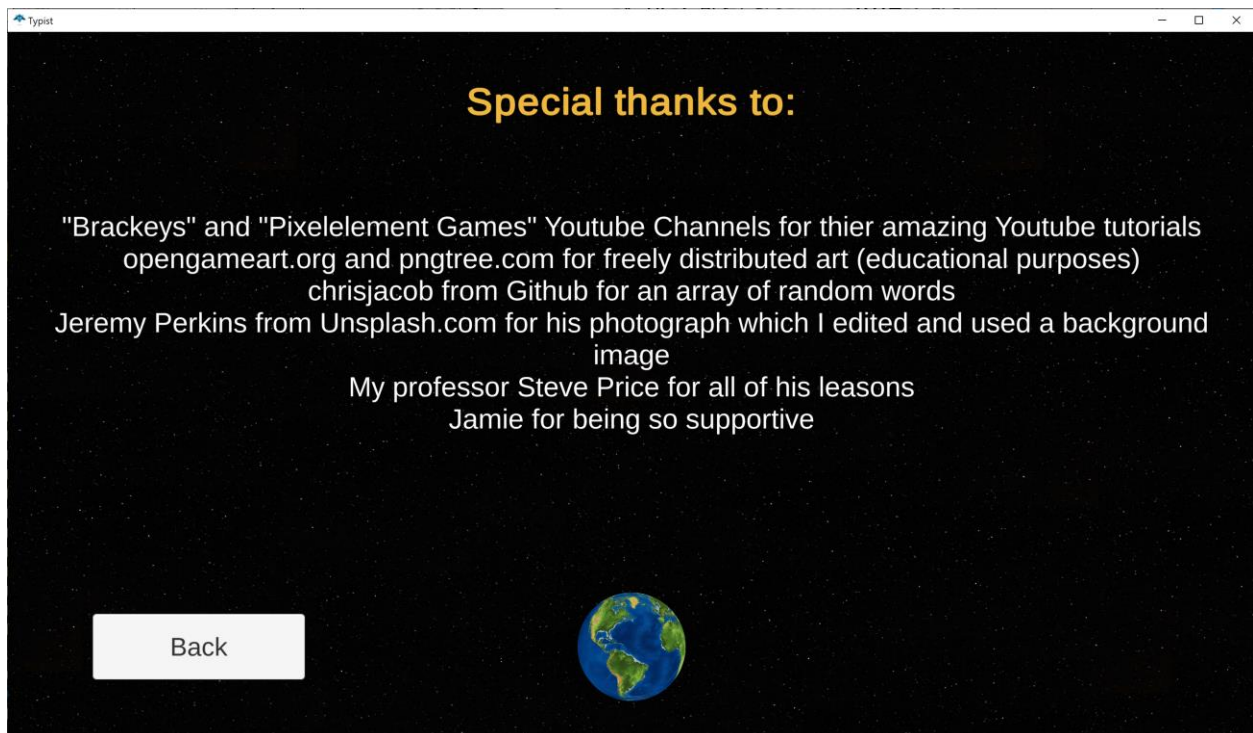 Typist
Special thanks to:
"Brackeys" and "Pixelelement Games" Youtube Channels for thier amazing Youtube tutorials
opengameart.org and pngtree.com for freely distributed art (educational purposes)
chrisjacob from Github for an array of random words
Jeremy Perkins from Unsplash.com for his photograph which I edited and used a background
image
My professor Steve Price for all of his leasons
Jamie for being so supportive
Back